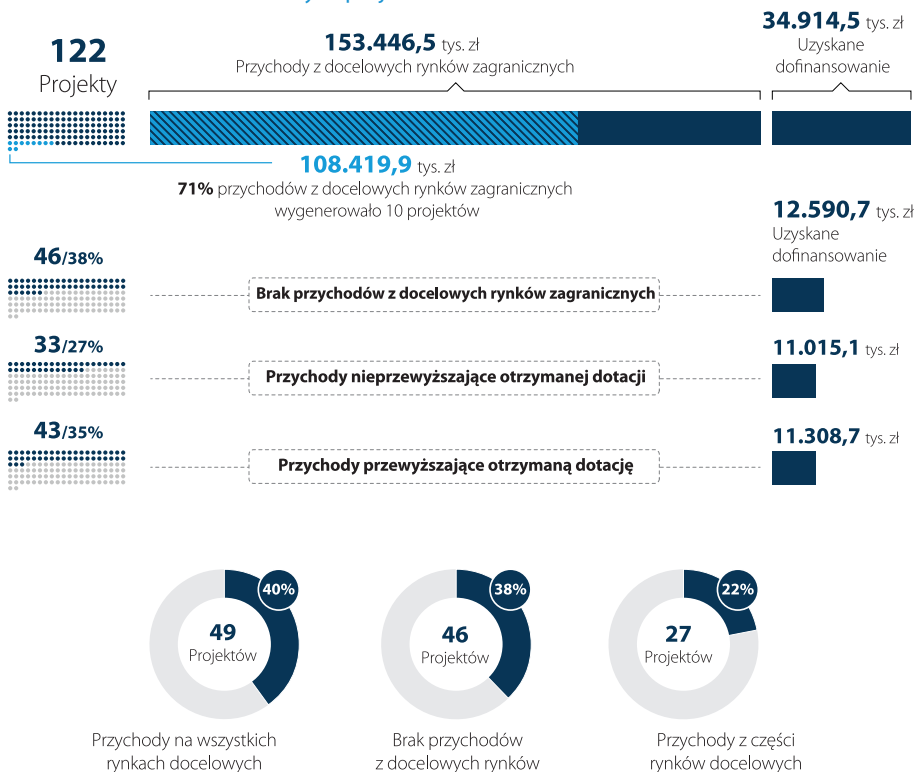 122
Projekty
153.446,5 tys. zł
Przychody z docelowych rynków zagranicznych
34.914,5 tys. zł
Uzyskane
dofinansowanie
108.419,9 tys. zł
71% przychodów z docelowych rynków zagranicznych
wygenerowało 10 projektów
12.590,7 tys. zł
Uzyskane
dofinansowanie
46/38%
Brak przychodów z docelowych rynków zagranicznych
33/27%
Przychody nieprzewyższające otrzymanej dotacji
11.015,1 tys. zł
43/35%
Przychody przewyższające otrzymaną dotację
11.308,7 tys. zł
40%
49
Projektów
Przychody na wszystkich
rynkach docelowych
38%
46
Projektów
Brak przychodów
z docelowych rynków
22%
27
Projektów
Przychody z części
rynków docelowych